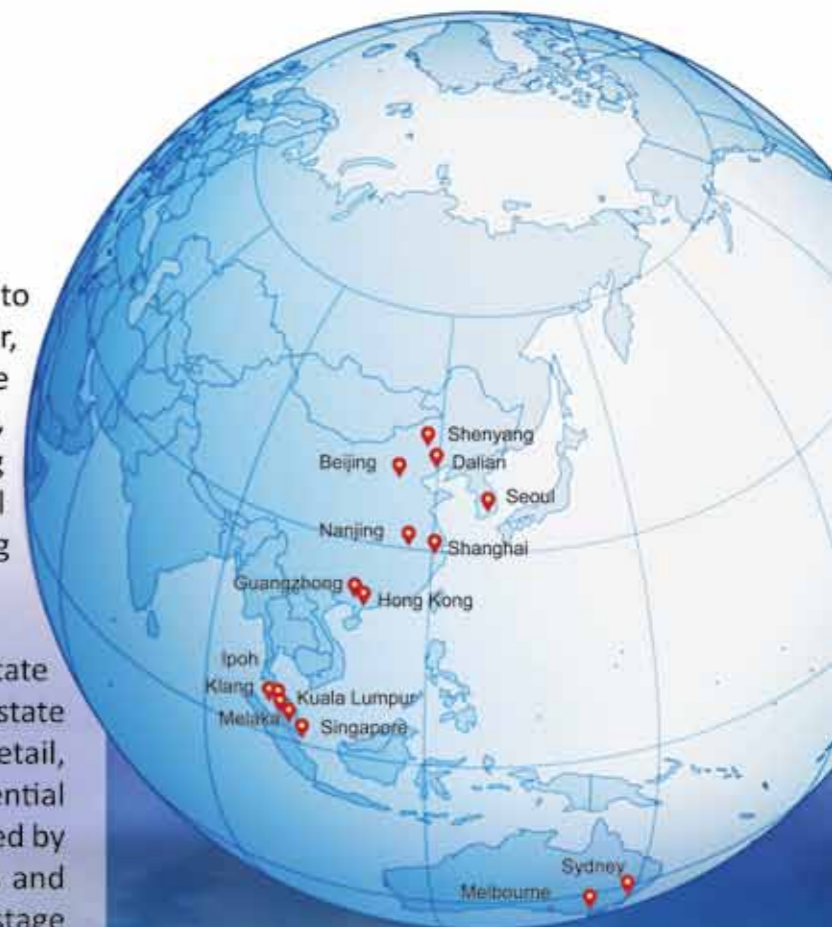 to
r,
e
,
g
l
g
tate
state
etail,
ential
ed by
s and
stage
Shenyang
Beijing
Dalian
Seoul
Nanjing
Shanghai
Guangzhong
Hong Kong
Ipoh
Klang
Kuala Lumpur
Melaka
Singapore
Sydney
Melbourne